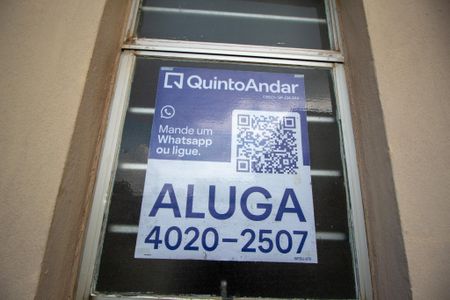 QuintoAndar
Mande um
Whatsapp
ou ligue.
ALUGA
4020-2507